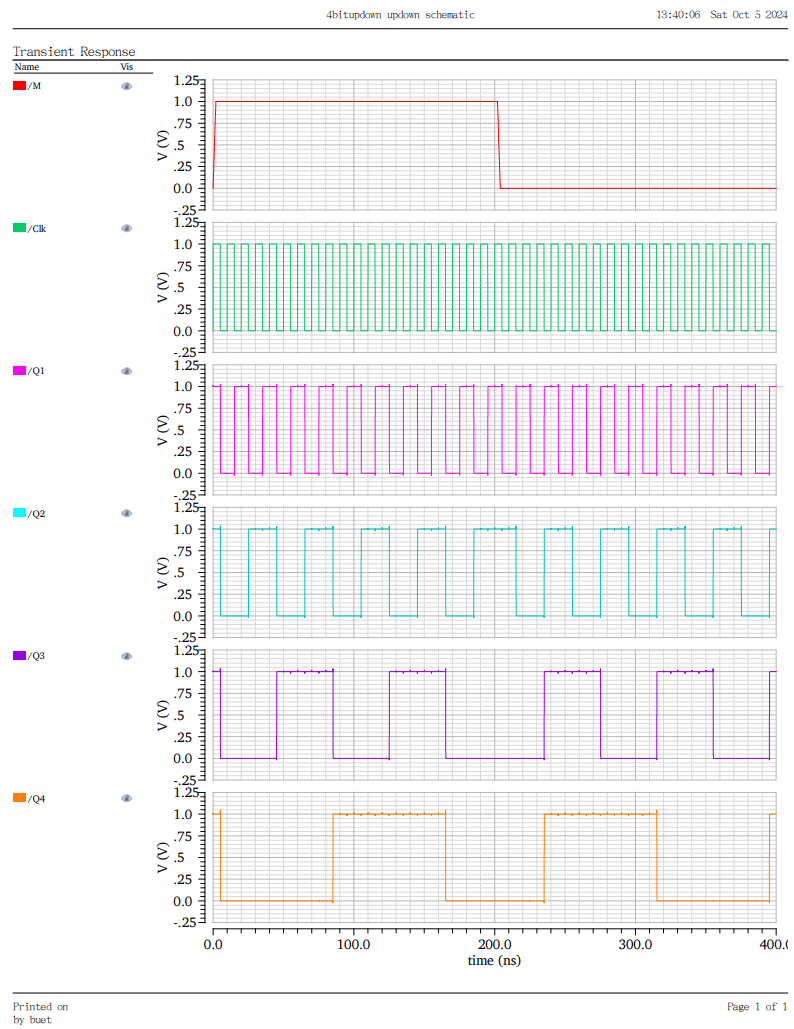 4bitupdown updown schematic 13:40:06 Sat Oct 5 2024
Transient Response
Name Vis
/M
1.25
1.0
.75
.5
.25
0.0
-.25
V (V)
/Clk
1.25
1.0
.75
.5
.25
0.0
-.25
V (V)
/Q1
1.25
1.0
.75
.5
.25
0.0
-.25
V (V)
/Q2
1.25
1.0
.75
.5
.25
0.0
-.25
V (V)
/Q3
1.25
1.0
.75
.5
.25
0.0
-.25
V (V)
/Q4
1.25
1.0
.75
.5
.25
0.0
-.25
V (V)
0.0 100.0 200.0 300.0 400.0
time (ns)
Printed on Page 1 of 1
by buet